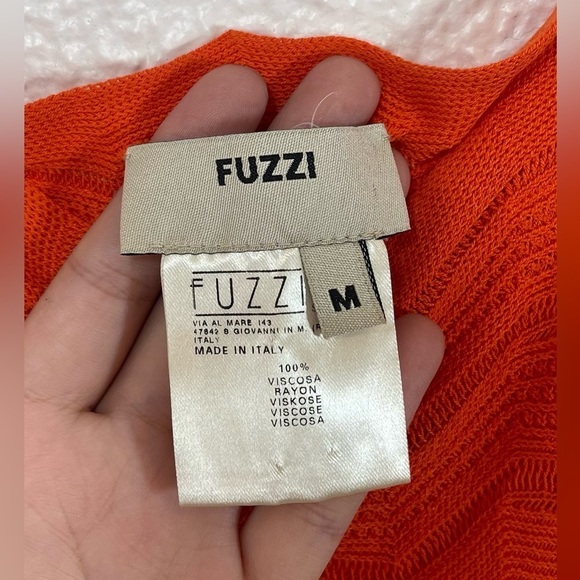 FUZZI
FUZZI
M
VIA AL MARE 143
47842 S.GIOVANNI IN M.
ITALY
MADE IN ITALY
100%
VISCOSA
RAYON
VISKOSE
VISCOSE
VISCOSA